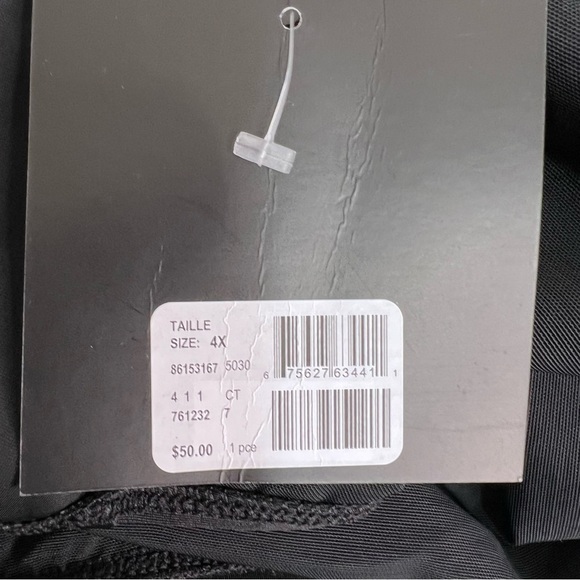 TAILLE
SIZE: 4X
86153167 5030
6 75627 63441 1
4 1 1 CT
761232 7
$50.00 1 pce